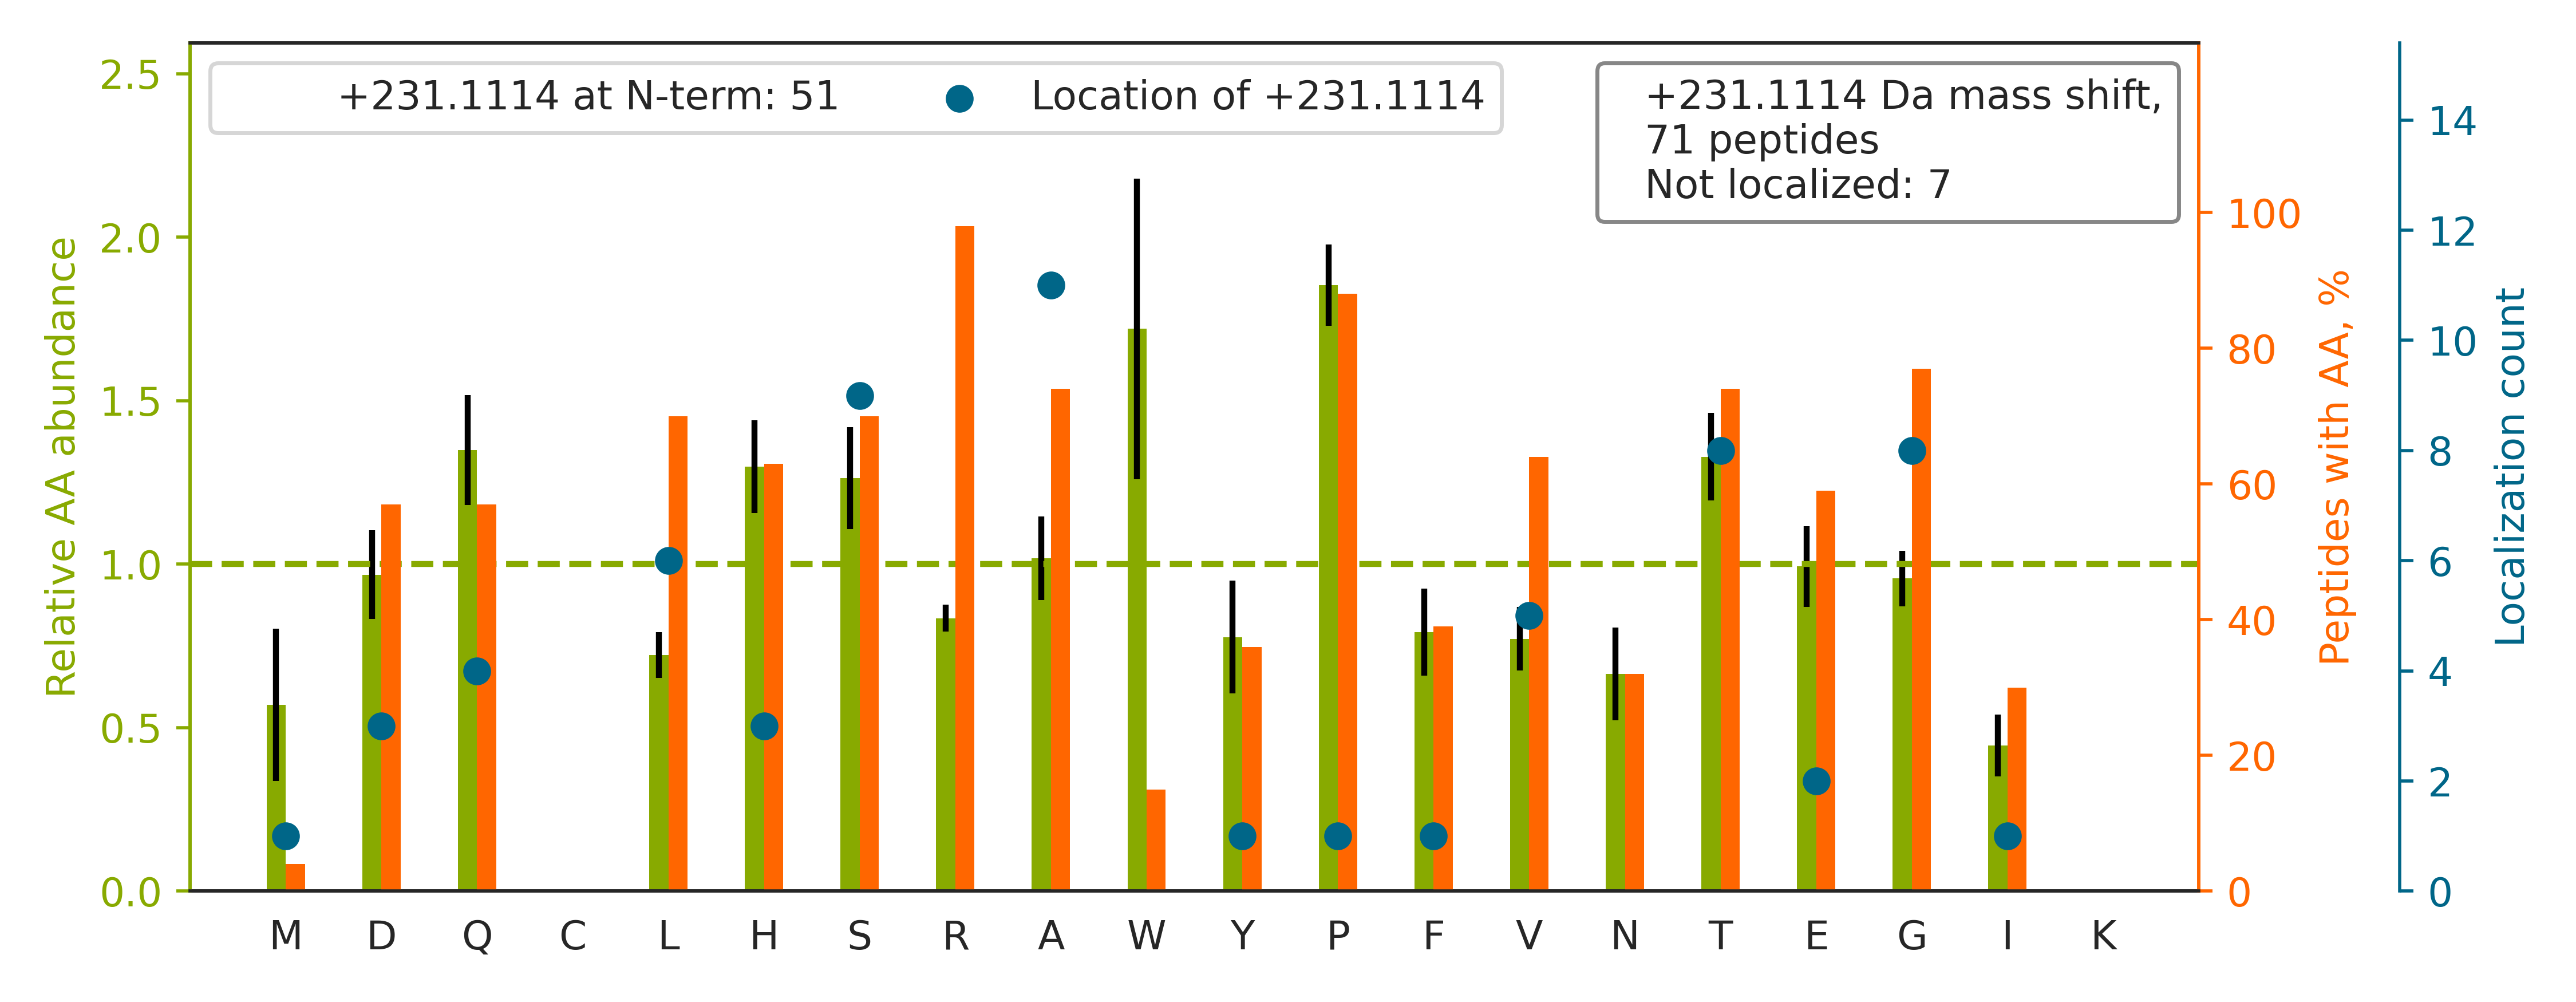 +231.1114 at N-term: 51
Location of +231.1114
+231.1114 Da mass shift,
71 peptides
Not localized: 7
Relative AA abundance
2.5
2.0
1.5
1.0
0.5
0.0
M D Q C L H S R A W Y P F V N T E G I K
100
80
60
40
20
0
Peptides with AA, %
14
12
10
8
6
4
2
0
Localization count